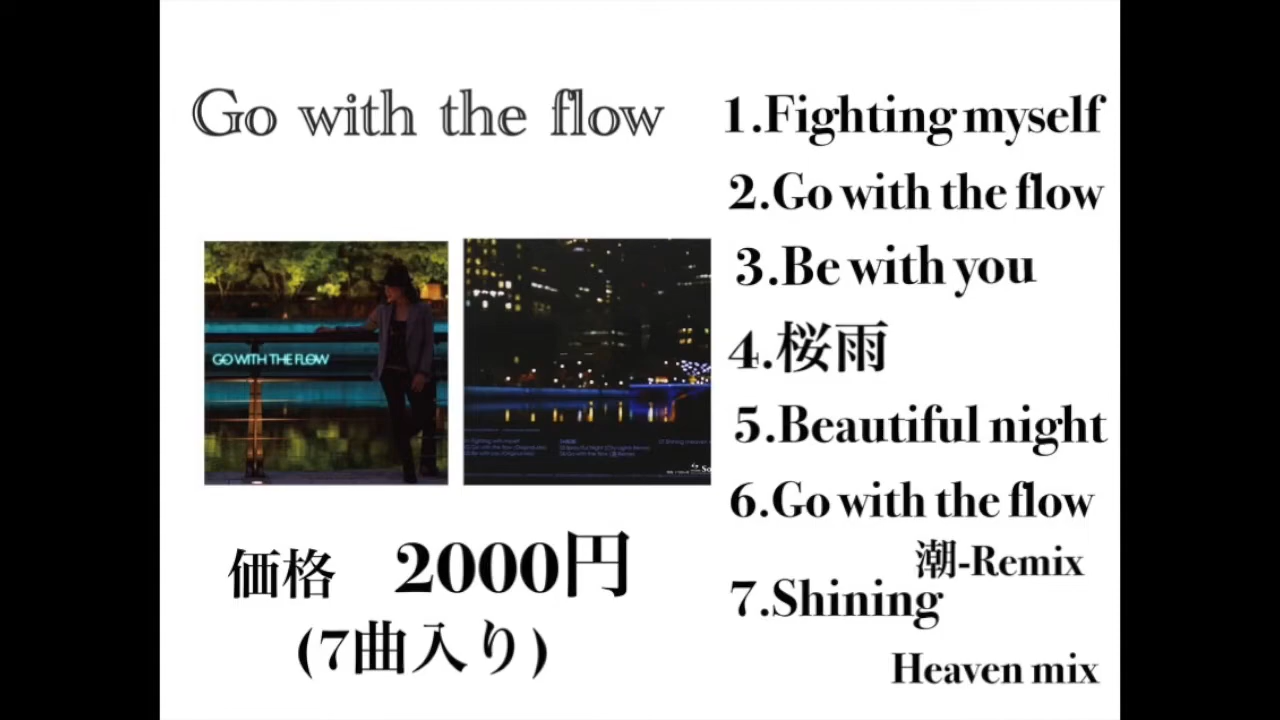 Go with the flow
GO WITH THE FLOW
価格 2000円
(7曲入り)
1.Fighting myself
2.Go with the flow
3.Be with you
4.桜雨
5.Beautiful night
6.Go with the flow
潮-Remix
7.Shining
Heaven mix